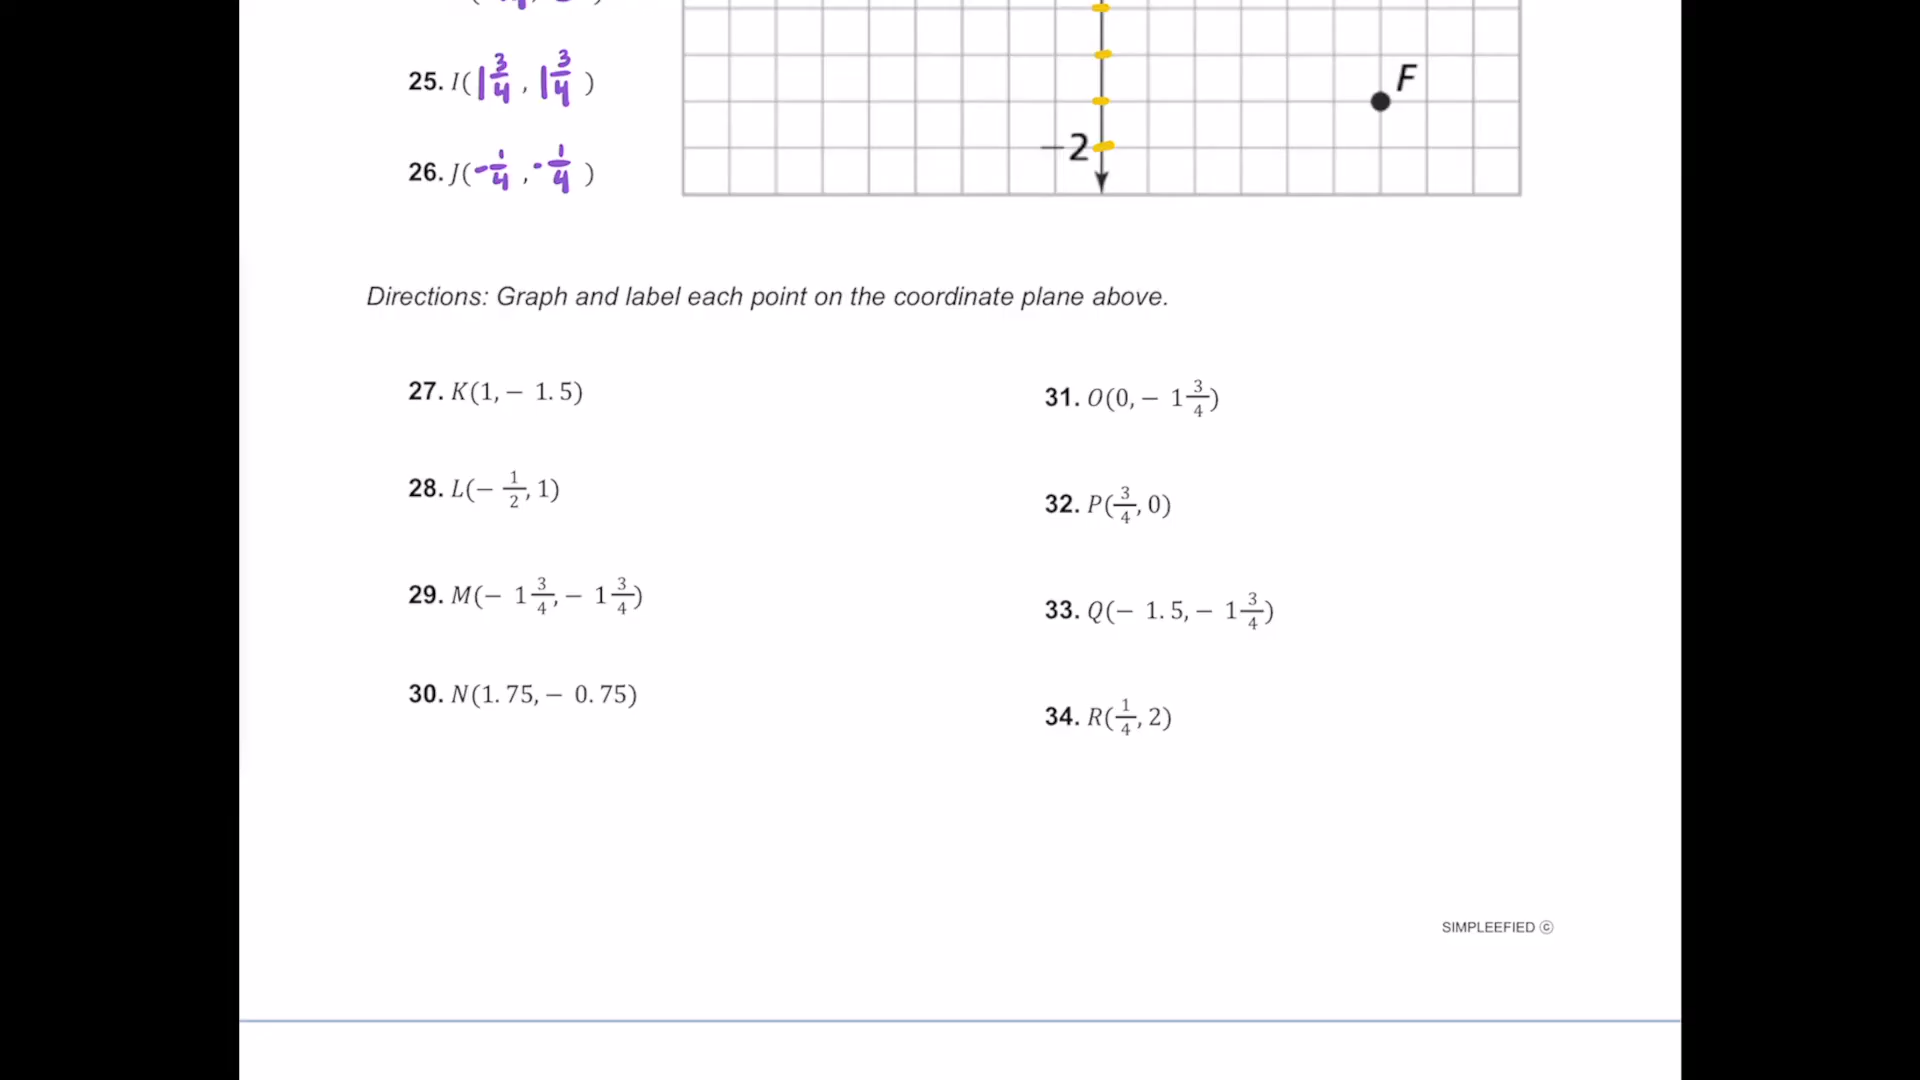 25. I(1 3/4, 1 3/4)
F
−2
26. J(-1/4, -1/4)
Directions: Graph and label each point on the coordinate plane above.
27. K(1, − 1.5)
31. O(0, − 1 3/4)
28. L(− 1/2, 1)
32. P(3/4, 0)
29. M(− 1 3/4, − 1 3/4)
33. Q(− 1.5, − 1 3/4)
30. N(1.75, − 0.75)
34. R(1/4, 2)
SIMPLEEFIED ©